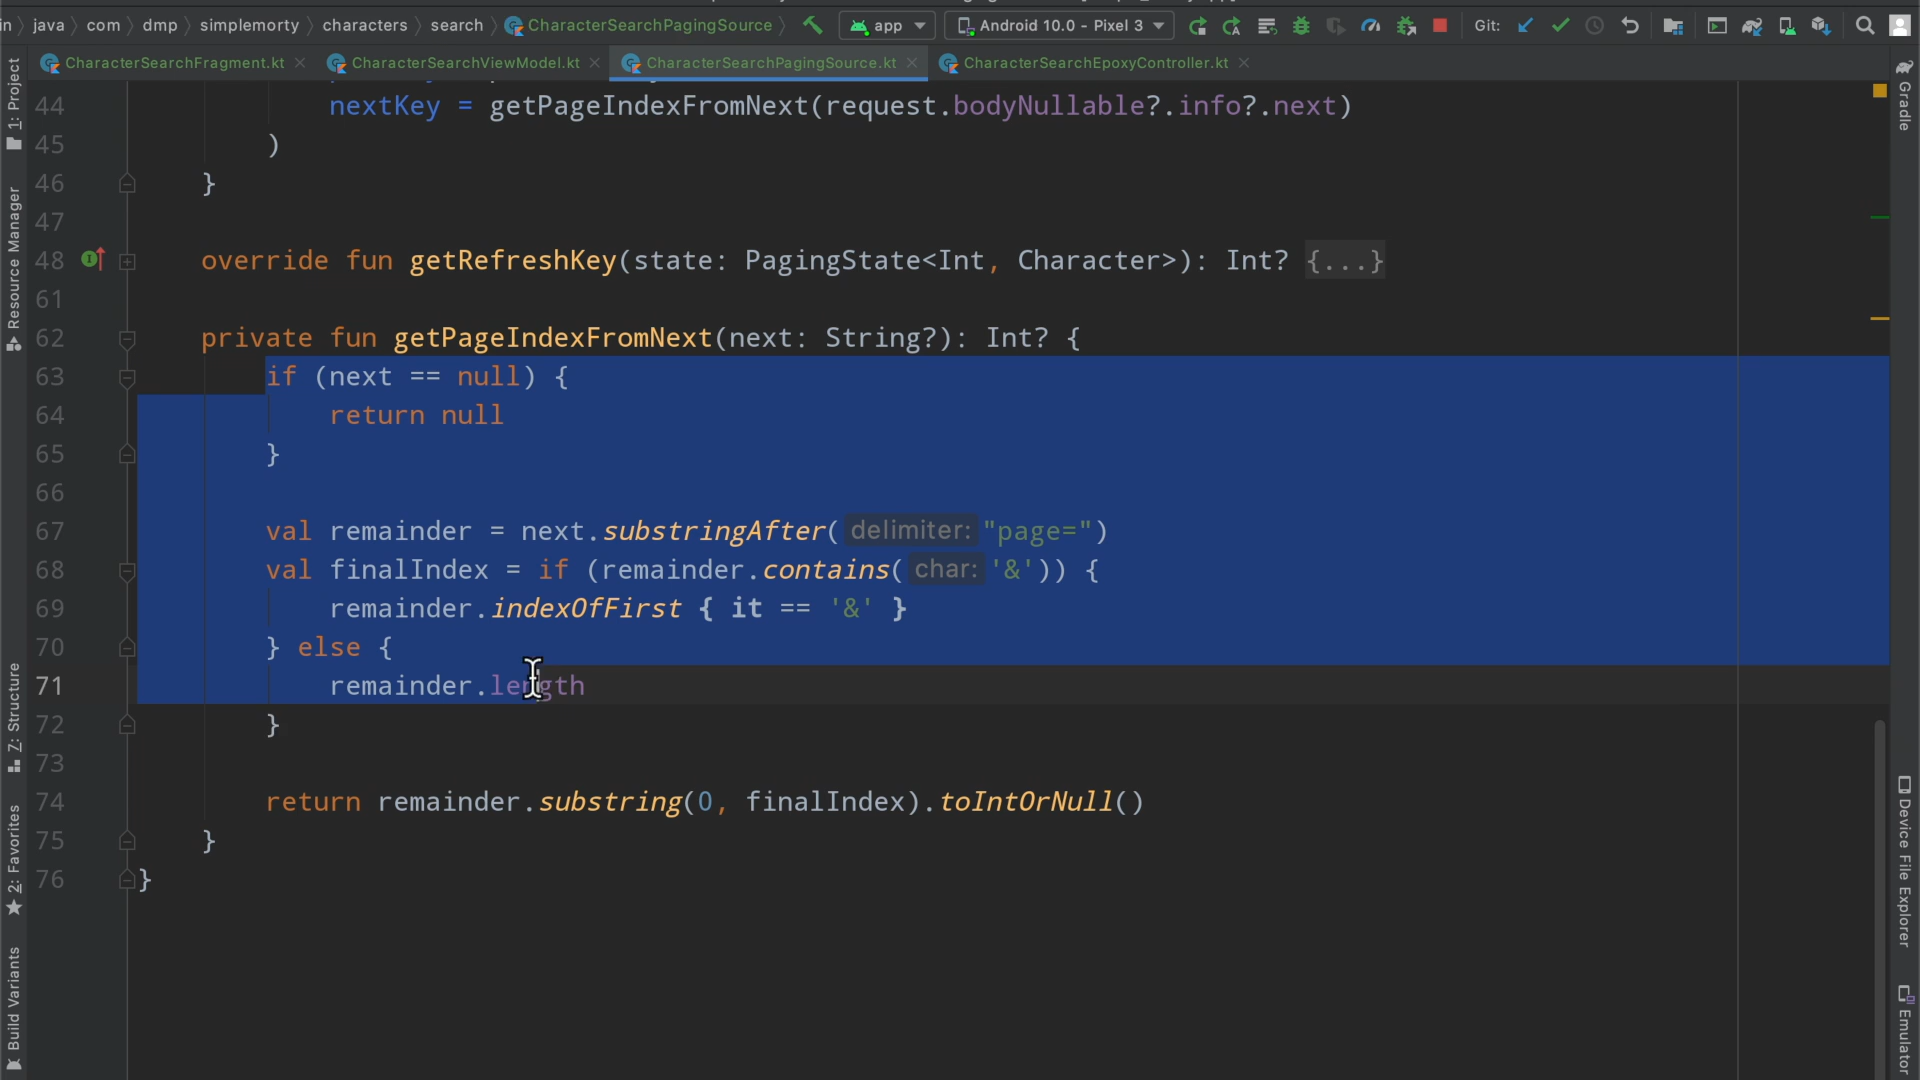 in java com dmp simplemorty characters search CharacterSearchPagingSource app Android 10.0 - Pixel 3 Git:
CharacterSearchFragment.kt CharacterSearchViewModel.kt CharacterSearchPagingSource.kt CharacterSearchEpoxyController.kt
1: Project
Resource Manager
Z: Structure
2: Favorites
Build Variants
44 nextKey = getPageIndexFromNext(request.bodyNullable?.info?.next)
45 )
46 }
47
48 override fun getRefreshKey(state: PagingState<Int, Character>): Int? {...}
61
62 private fun getPageIndexFromNext(next: String?): Int? {
63 if (next == null) {
64 return null
65 }
66
67 val remainder = next.substringAfter( delimiter: "page=")
68 val finalIndex = if (remainder.contains( char: '&')) {
69 remainder.indexOfFirst { it == '&' }
70 } else {
71 remainder.length
72 }
73
74 return remainder.substring(0, finalIndex).toIntOrNull()
75 }
76 }
Gradle
Device File Explorer
Emulator